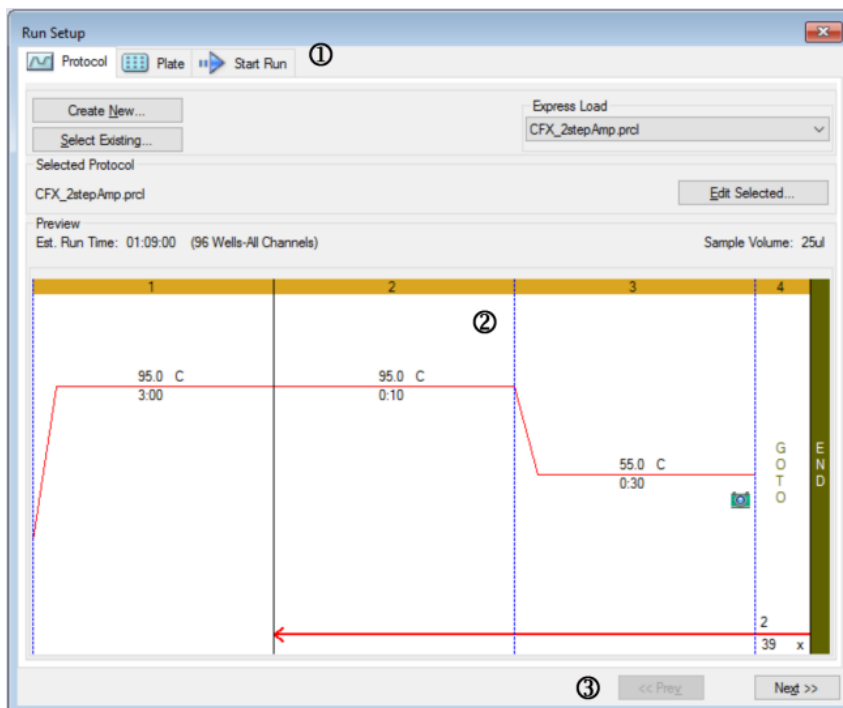 Run Setup
Protocol Plate Start Run ①
Create New... Express Load
Select Existing... CFX_2stepAmp.prcl
Selected Protocol
CFX_2stepAmp.prcl Edit Selected...
Preview
Est. Run Time: 01:09:00 (96 Wells-All Channels) Sample Volume: 25ul
1 2 3 4
②
95.0 C 95.0 C
3:00 0:10
55.0 C
0:30
GOTO
END
2
39 x
③ << Prev Next >>